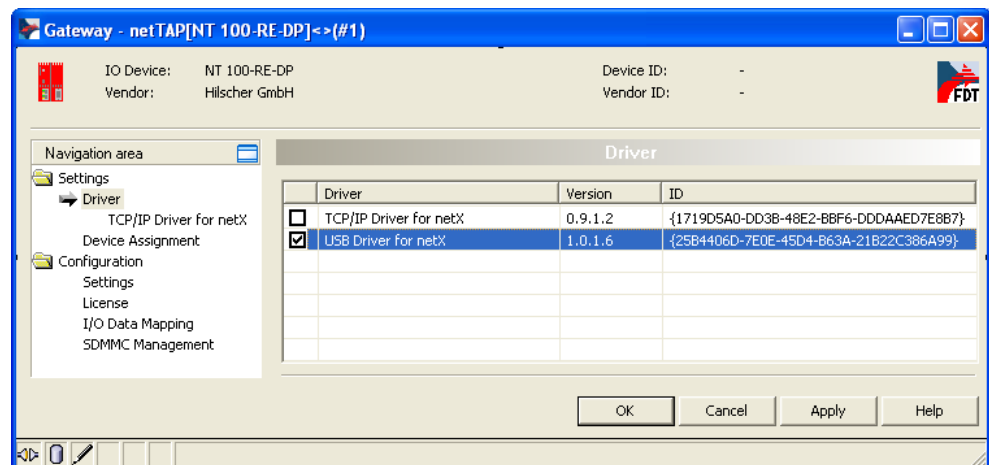 Gateway - netTAP[NT 100-RE-DP]<>(#1)
IO Device: NT 100-RE-DP Device ID: -
Vendor: Hilscher GmbH Vendor ID: -
FDT
Navigation area
Driver
Settings
Driver
TCP/IP Driver for netX
Device Assignment
Configuration
Settings
License
I/O Data Mapping
SDMMC Management
Driver Version ID
TCP/IP Driver for netX 0.9.1.2 {1719D5A0-DD3B-48E2-BBF6-DDDAAED7E8B7}
USB Driver for netX 1.0.1.6 {25B4406D-7E0E-45D4-B63A-21B22C386A99}
OK Cancel Apply Help